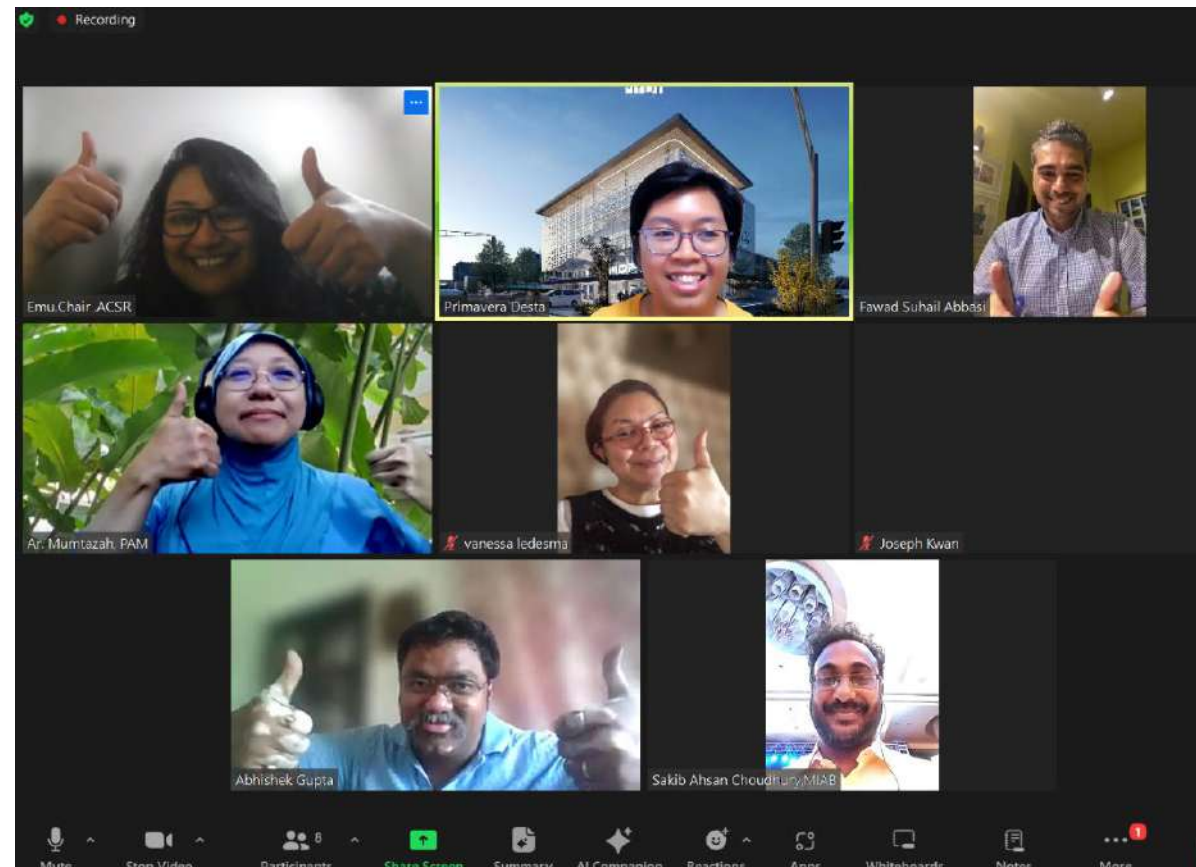 Recording
Emu.Chair ACSR
Primavera Desta
Fawad Suhail Abbasi
Ar. Mumtazah, PAM
vanessa ledesma
Joseph Kwan
Abhishek Gupta
Sakib Ahsan Choudhury,MIAB
8
1
Mute
Stop Video
Participants
Share Screen
Summary
AI Companion
Reactions
Apps
Whiteboards
Notes
More